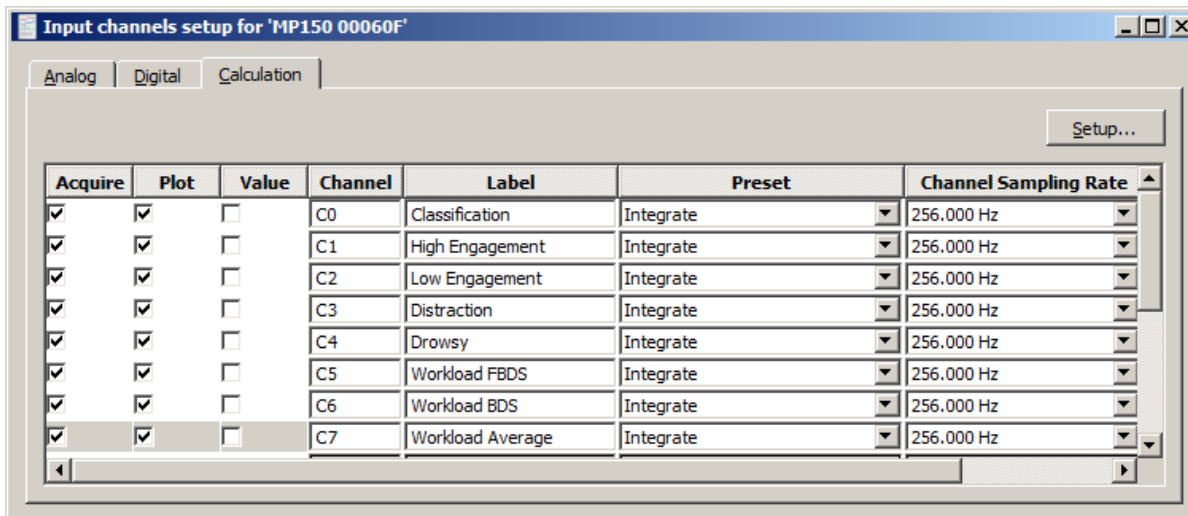 Input channels setup for 'MP150 00060F'
Analog Digital Calculation
Setup...
Acquire Plot Value Channel Label Preset Channel Sampling Rate
C0 Classification Integrate 256.000 Hz
C1 High Engagement Integrate 256.000 Hz
C2 Low Engagement Integrate 256.000 Hz
C3 Distraction Integrate 256.000 Hz
C4 Drowsy Integrate 256.000 Hz
C5 Workload FBDS Integrate 256.000 Hz
C6 Workload BDS Integrate 256.000 Hz
C7 Workload Average Integrate 256.000 Hz